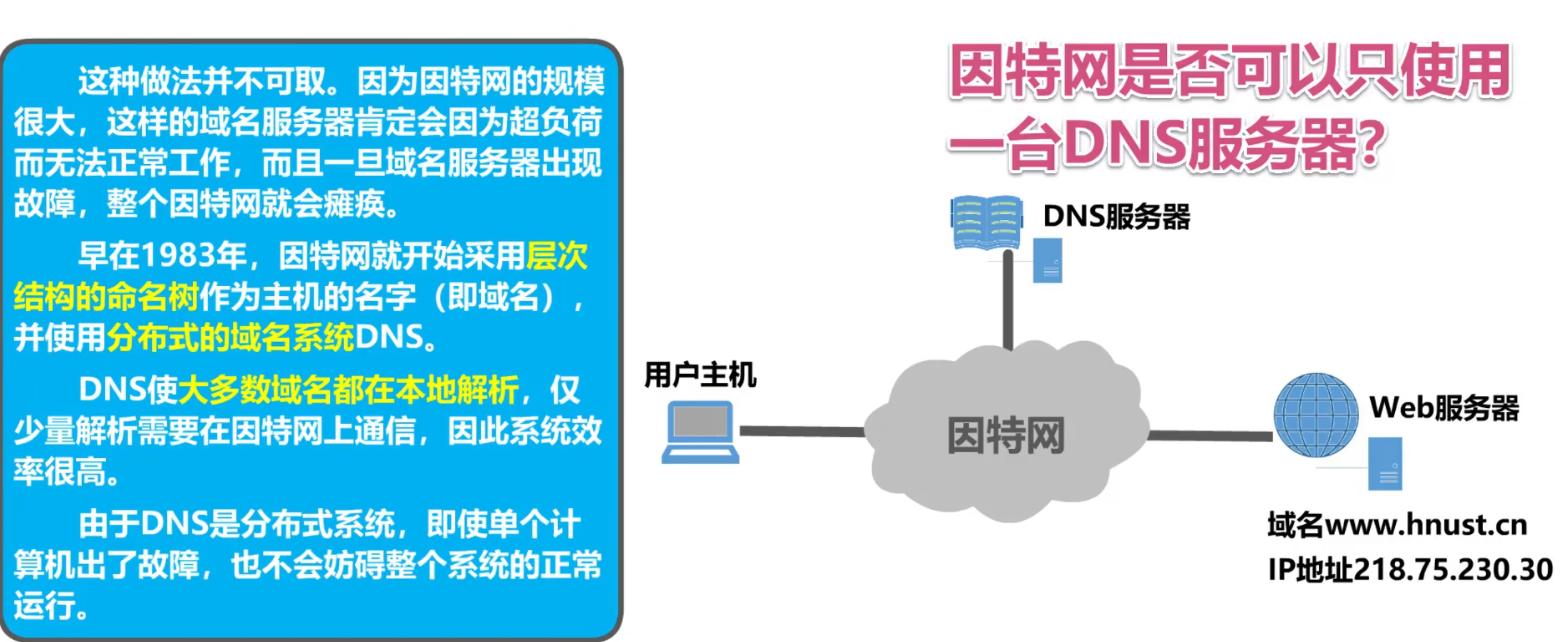 这种做法并不可取。因为因特网的规模
很大，这样的域名服务器肯定会因为超负荷
而无法正常工作，而且一旦域名服务器出现
故障，整个因特网就会瘫痪。
早在1983年，因特网就开始采用层次
结构的命名树作为主机的名字（即域名），
并使用分布式的域名系统DNS。
DNS使大多数域名都在本地解析，仅
少量解析需要在因特网上通信，因此系统效
率很高。
由于DNS是分布式系统，即使单个计
算机出了故障，也不会妨碍整个系统的正常
运行。
因特网是否可以只使用
一台DNS服务器？
DNS服务器
用户主机
因特网
Web服务器
域名www.hnust.cn
IP地址218.75.230.30